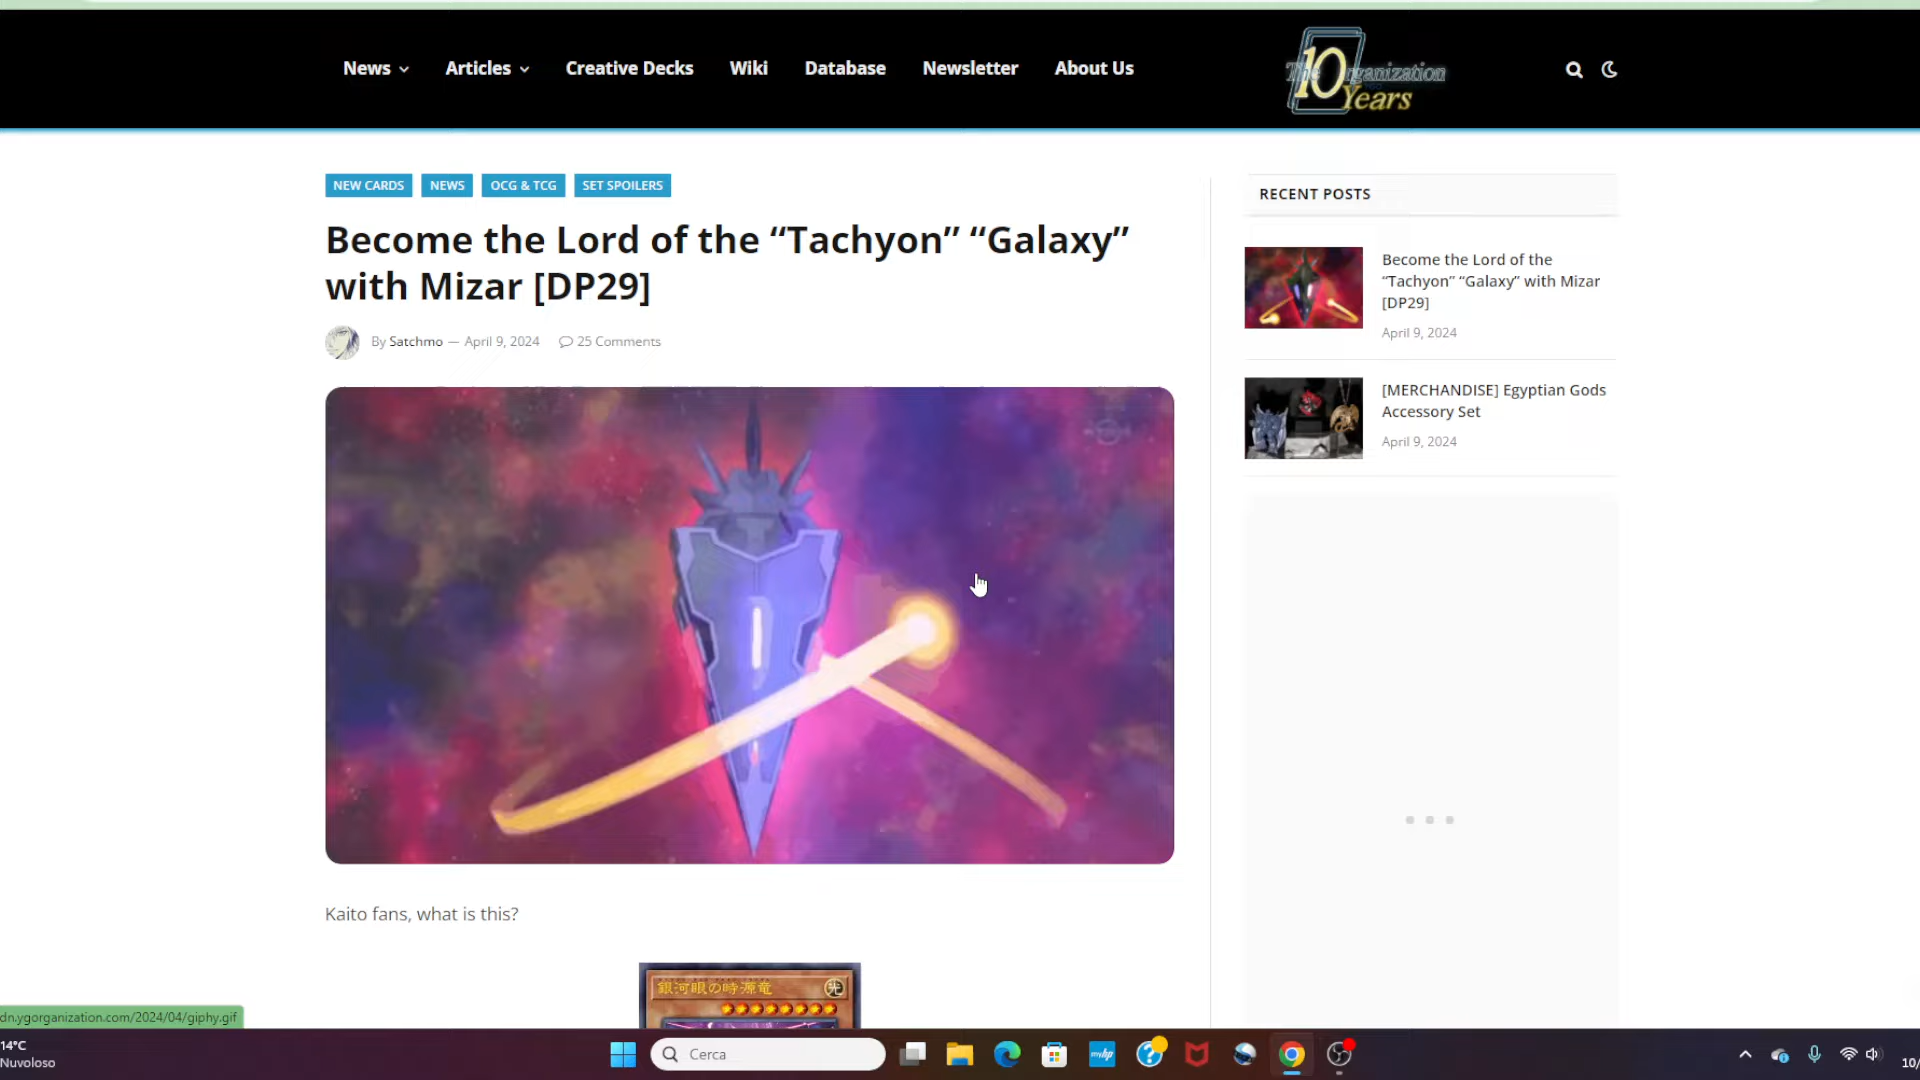 News
Articles
Creative Decks
Wiki
Database
Newsletter
About Us
The Organization
10 Years
NEW CARDS
NEWS
OCG & TCG
SET SPOILERS
Become the Lord of the “Tachyon” “Galaxy”
with Mizar [DP29]
By Satchmo — April 9, 2024 25 Comments
RECENT POSTS
Become the Lord of the
“Tachyon” “Galaxy” with Mizar
[DP29]
April 9, 2024
[MERCHANDISE] Egyptian Gods
Accessory Set
April 9, 2024
Kaito fans, what is this?
銀河眼の時源竜
光
dn.ygorganization.com/2024/04/giphy.gif
14°C
Nuvoloso
Cerca
myhp
10/